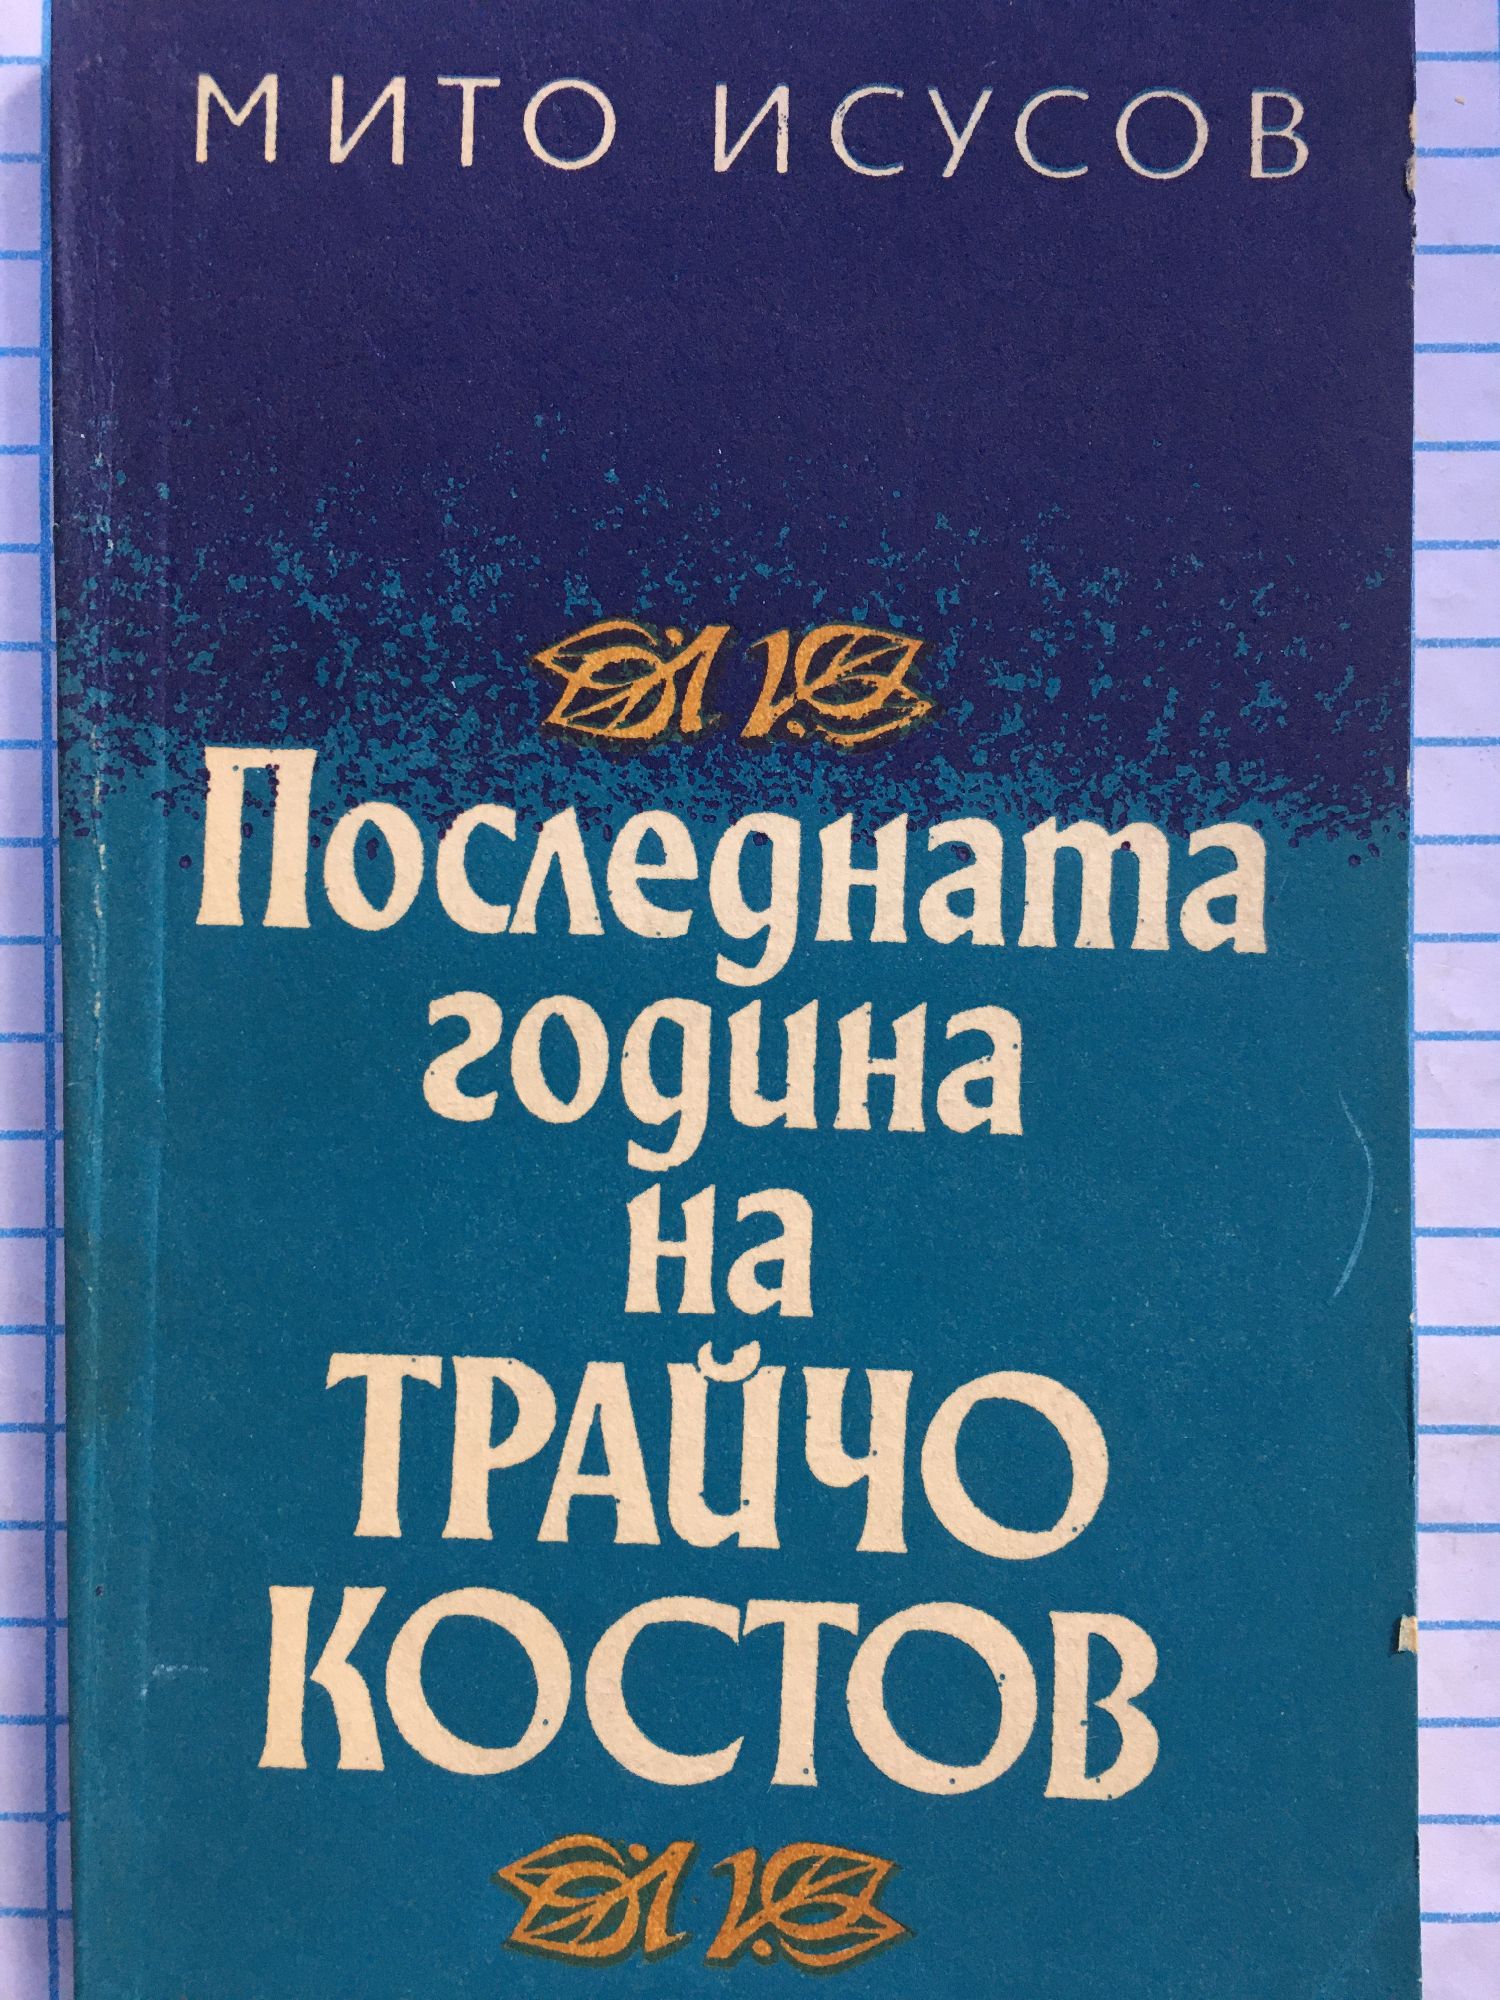 МИТО ИСУСОВ
Последната
година
на
ТРАЙЧО
КОСТОВ